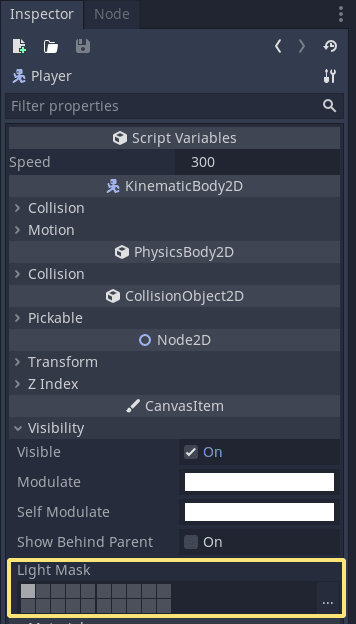 Inspector Node
Player
Filter properties
Script Variables
Speed 300
KinematicBody2D
Collision
Motion
PhysicsBody2D
Collision
CollisionObject2D
Pickable
Node2D
Transform
Z Index
CanvasItem
Visibility
Visible On
Modulate
Self Modulate
Show Behind Parent On
Light Mask
...